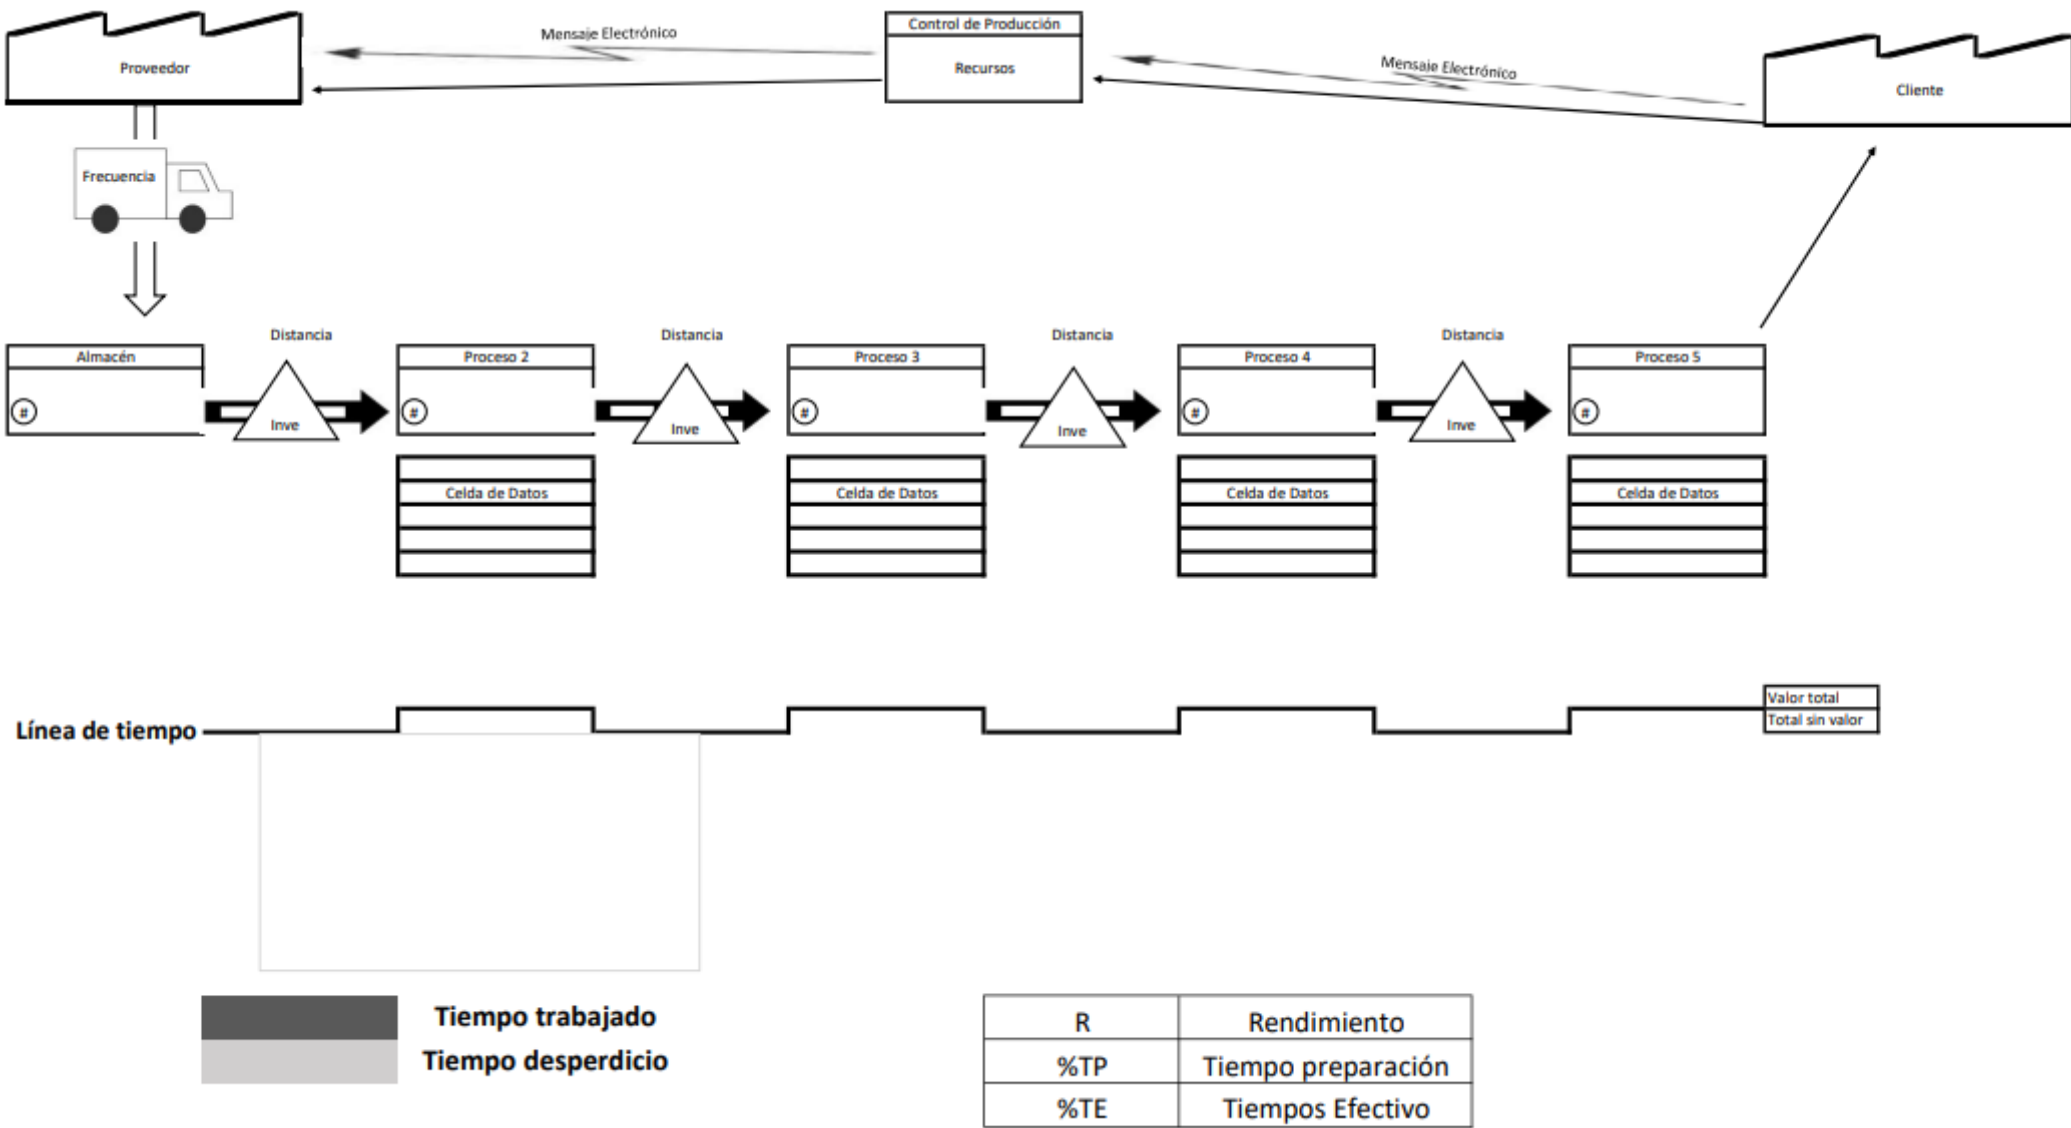 Control de Producción
Mensaje Electrónico
Proveedor
Recursos
Mensaje Electrónico
Cliente
Frecuencia
Distancia
Distancia
Distancia
Distancia
Almacén
Proceso 2
Proceso 3
Proceso 4
Proceso 5
#
#
#
#
#
Inve
Inve
Inve
Inve
Celda de Datos
Celda de Datos
Celda de Datos
Celda de Datos
Valor total
Línea de tiempo
Total sin valor
Tiempo trabajado
Tiempo desperdicio
R Rendimiento
%TP Tiempo preparación
%TE Tiempos Efectivo